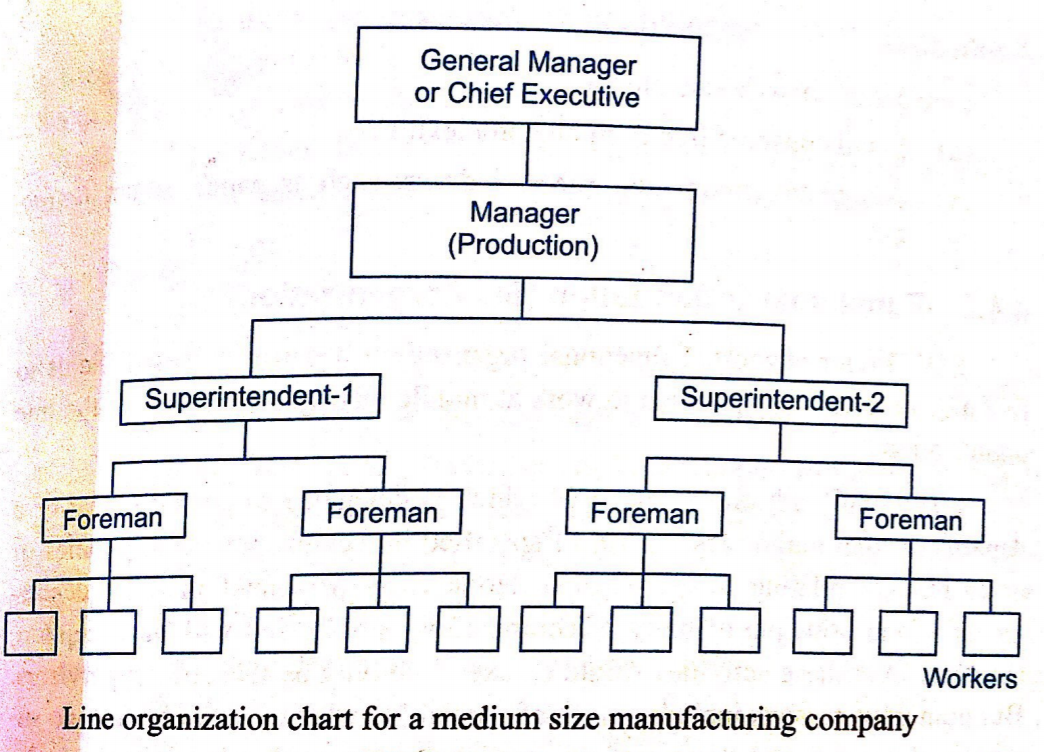 General Manager
or Chief Executive
Manager
(Production)
Superintendent-1
Superintendent-2
Foreman
Foreman
Foreman
Foreman
Workers
Line organization chart for a medium size manufacturing company